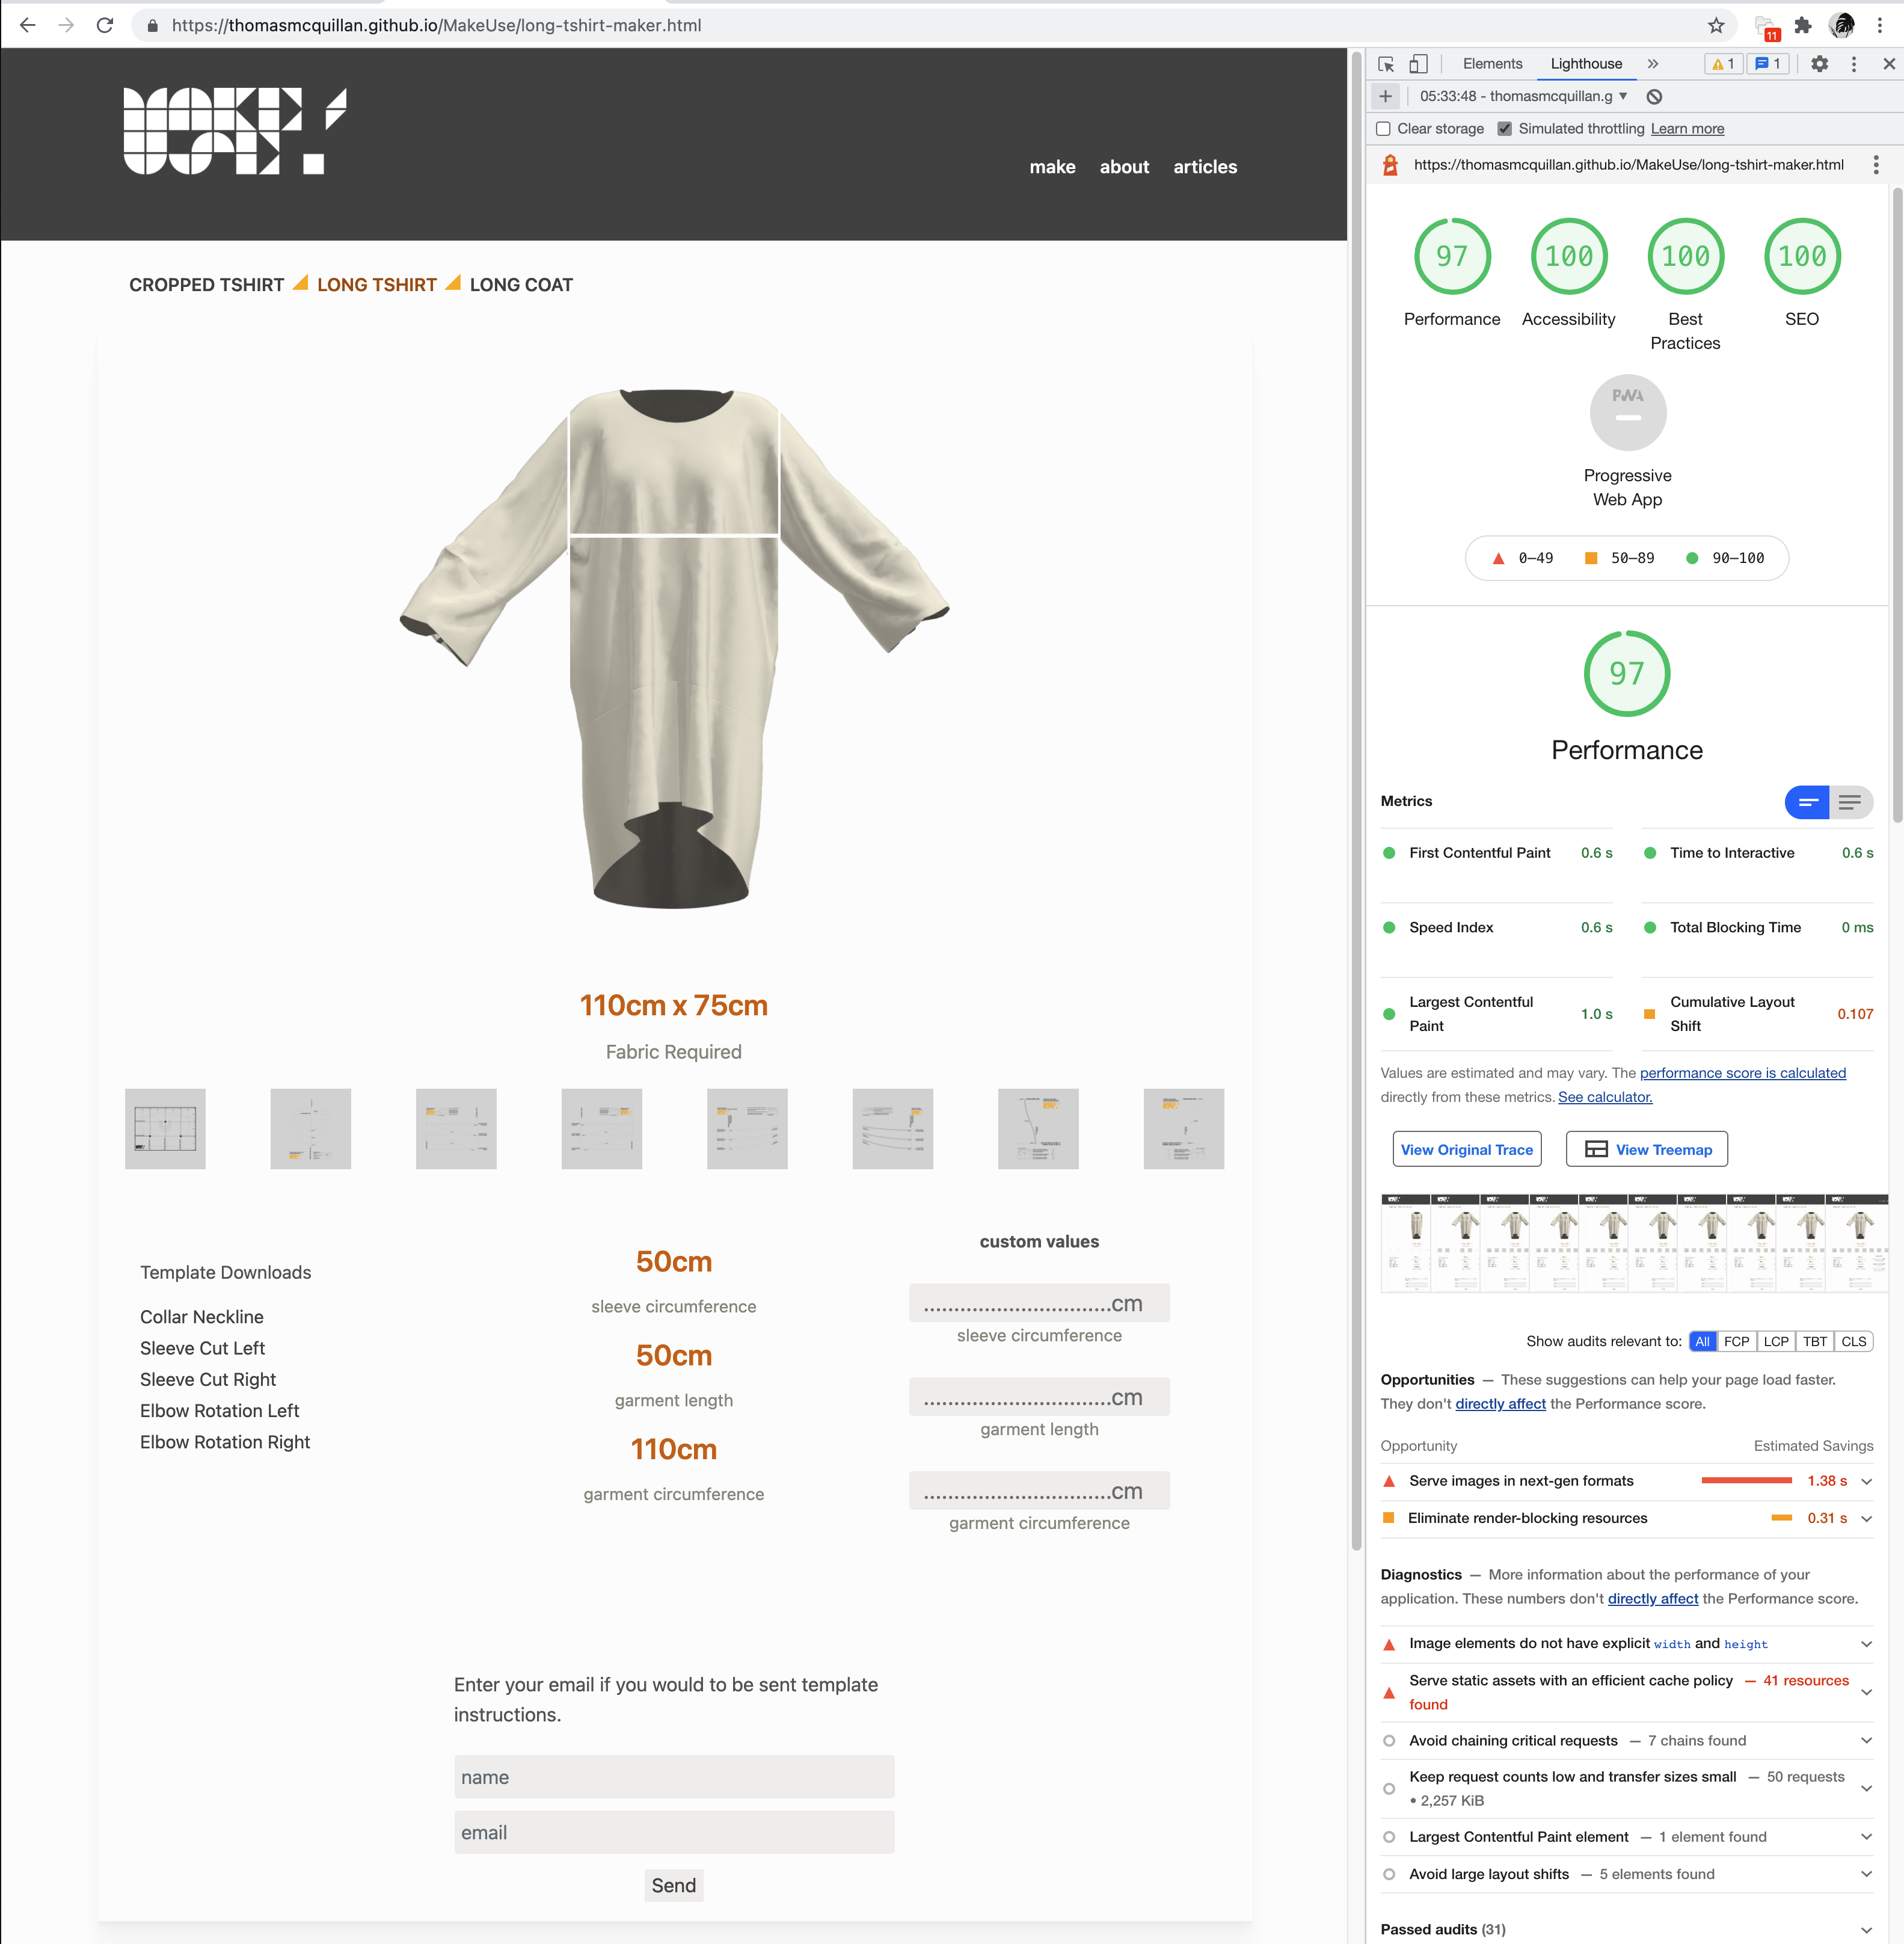 https://thomasmcquillan.github.io/MakeUse/long-tshirt-maker.html
11
MAKE'
USE.
make about articles
CROPPED TSHIRT LONG TSHIRT LONG COAT
110cm x 75cm
Fabric Required
Template Downloads
Collar Neckline
Sleeve Cut Left
Sleeve Cut Right
Elbow Rotation Left
Elbow Rotation Right
50cm
sleeve circumference
50cm
garment length
110cm
garment circumference
custom values
...............................cm
sleeve circumference
...............................cm
garment length
...............................cm
garment circumference
Enter your email if you would to be sent template
instructions.
name
email
Send
Elements Lighthouse » 1 1
05:33:48 - thomasmcquillan.g
Clear storage Simulated throttling Learn more
https://thomasmcquillan.github.io/MakeUse/long-tshirt-maker.html
97 100 100 100
Performance Accessibility Best SEO
Practices
PWA
Progressive
Web App
0–49 50–89 90–100
97
Performance
Metrics
First Contentful Paint 0.6 s Time to Interactive 0.6 s
Speed Index 0.6 s Total Blocking Time 0 ms
Largest Contentful Paint 1.0 s Cumulative Layout Shift 0.107
Values are estimated and may vary. The performance score is calculated
directly from these metrics. See calculator.
View Original Trace View Treemap
Show audits relevant to: All FCP LCP TBT CLS
Opportunities — These suggestions can help your page load faster.
They don't directly affect the Performance score.
Opportunity Estimated Savings
Serve images in next-gen formats 1.38 s
Eliminate render-blocking resources 0.31 s
Diagnostics — More information about the performance of your
application. These numbers don't directly affect the Performance score.
Image elements do not have explicit width and height
Serve static assets with an efficient cache policy — 41 resources
found
Avoid chaining critical requests — 7 chains found
Keep request counts low and transfer sizes small — 50 requests
• 2,257 KiB
Largest Contentful Paint element — 1 element found
Avoid large layout shifts — 5 elements found
Passed audits (31)